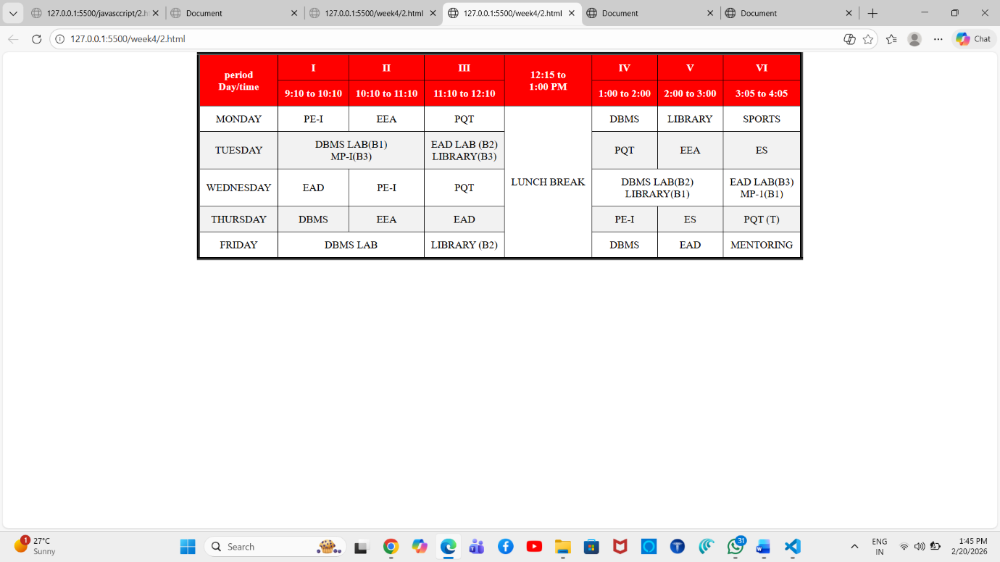 127.0.0.1:5500/javasccript/2.h
Document
127.0.0.1:5500/week4/2.html
127.0.0.1:5500/week4/2.html
Document
Document
127.0.0.1:5500/week4/2.html
Chat
period
Day/time
I
II
III
12:15 to
1:00 PM
IV
V
VI
9:10 to 10:10
10:10 to 11:10
11:10 to 12:10
1:00 to 2:00
2:00 to 3:00
3:05 to 4:05
MONDAY
PE-I
EEA
PQT
LUNCH BREAK
DBMS
LIBRARY
SPORTS
TUESDAY
DBMS LAB(B1)
MP-I(B3)
EAD LAB (B2)
LIBRARY(B3)
PQT
EEA
ES
WEDNESDAY
EAD
PE-I
PQT
DBMS LAB(B2)
LIBRARY(B1)
EAD LAB(B3)
MP-1(B1)
THURSDAY
DBMS
EEA
EAD
PE-I
ES
PQT (T)
FRIDAY
DBMS LAB
LIBRARY (B2)
DBMS
EAD
MENTORING
1
27°C
Sunny
Search
31
ENG
IN
1:45 PM
2/20/2026